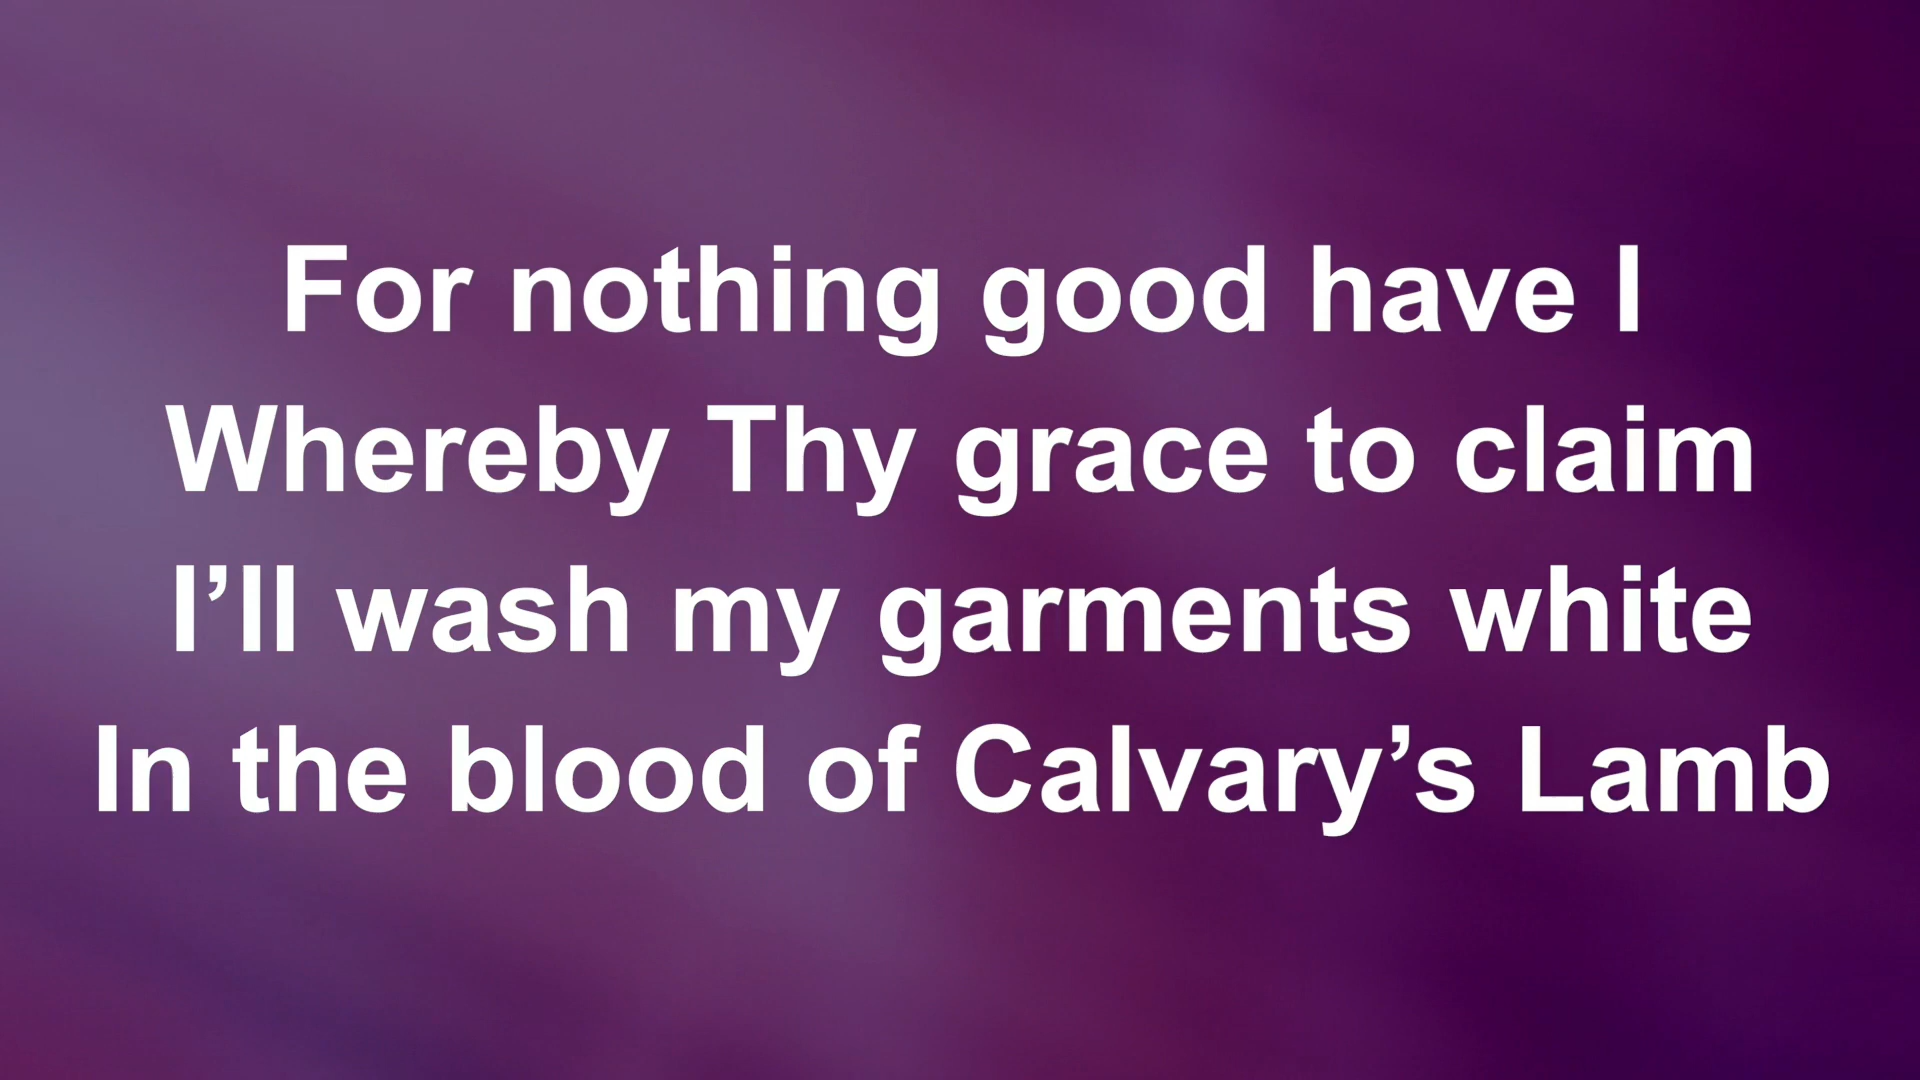 For nothing good have I
Whereby Thy grace to claim
I’ll wash my garments white
In the blood of Calvary’s Lamb